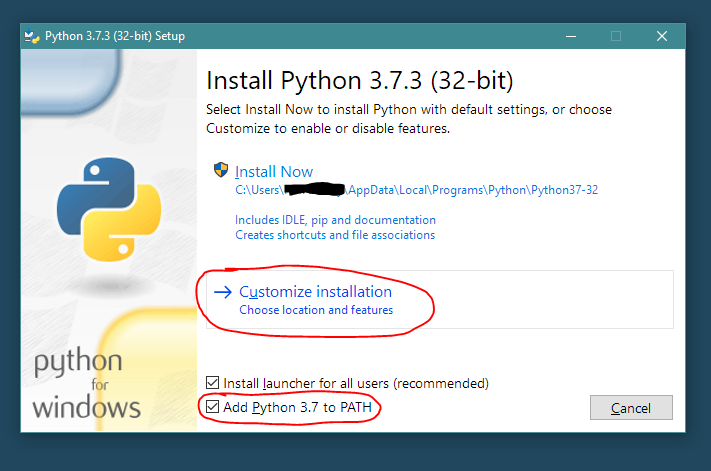 Python 3.7.3 (32-bit) Setup
Install Python 3.7.3 (32-bit)
Select Install Now to install Python with default settings, or choose
Customize to enable or disable features.
Install Now
C:\Users\ \AppData\Local\Programs\Python\Python37-32
Includes IDLE, pip and documentation
Creates shortcuts and file associations
Customize installation
Choose location and features
python
for
windows
Install launcher for all users (recommended)
Add Python 3.7 to PATH
Cancel